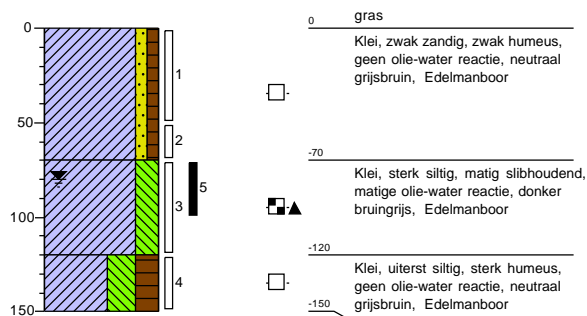 0
50
100
150
1
2
3
4
5
0
gras
Klei, zwak zandig, zwak humeus,
geen olie-water reactie, neutraal
grijsbruin, Edelmanboor
-70
Klei, sterk siltig, matig slibhoudend,
matige olie-water reactie, donker
bruingrijs, Edelmanboor
-120
Klei, uiterst siltig, sterk humeus,
geen olie-water reactie, neutraal
grijsbruin, Edelmanboor
-150